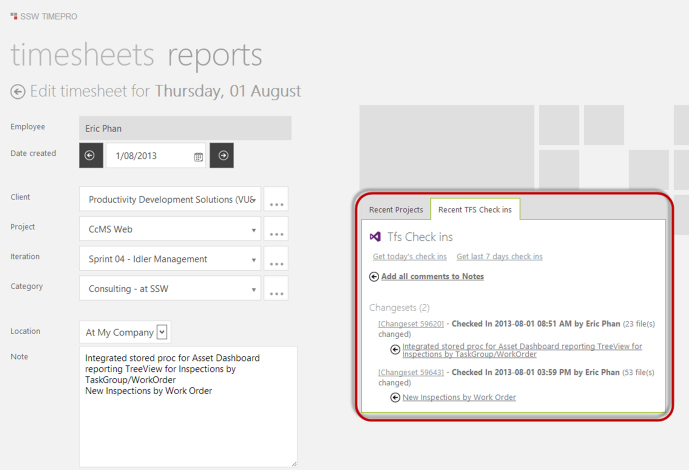 SSW TIMEPRO
timesheets reports
Edit timesheet for Thursday, 01 August
Employee
Eric Phan
Date created
1/08/2013
Client
Productivity Development Solutions (VU&
...
Project
CcMS Web
...
Iteration
Sprint 04 - Idler Management
...
Category
Consulting - at SSW
...
Location
At My Company
Note
Integrated stored proc for Asset Dashboard
reporting TreeView for Inspections by
TaskGroup/WorkOrder
New Inspections by Work Order
Recent Projects
Recent TFS Check ins
Tfs Check ins
Get today's check ins
Get last 7 days check ins
Add all comments to Notes
Changesets (2)
[Changeset 59620] - Checked In 2013-08-01 08:51 AM by Eric Phan (23 file(s)
changed)
Integrated stored proc for Asset Dashboard reporting TreeView for
Inspections by TaskGroup/WorkOrder
[Changeset 59643] - Checked In 2013-08-01 03:59 PM by Eric Phan (53 file(s)
changed)
New Inspections by Work Order